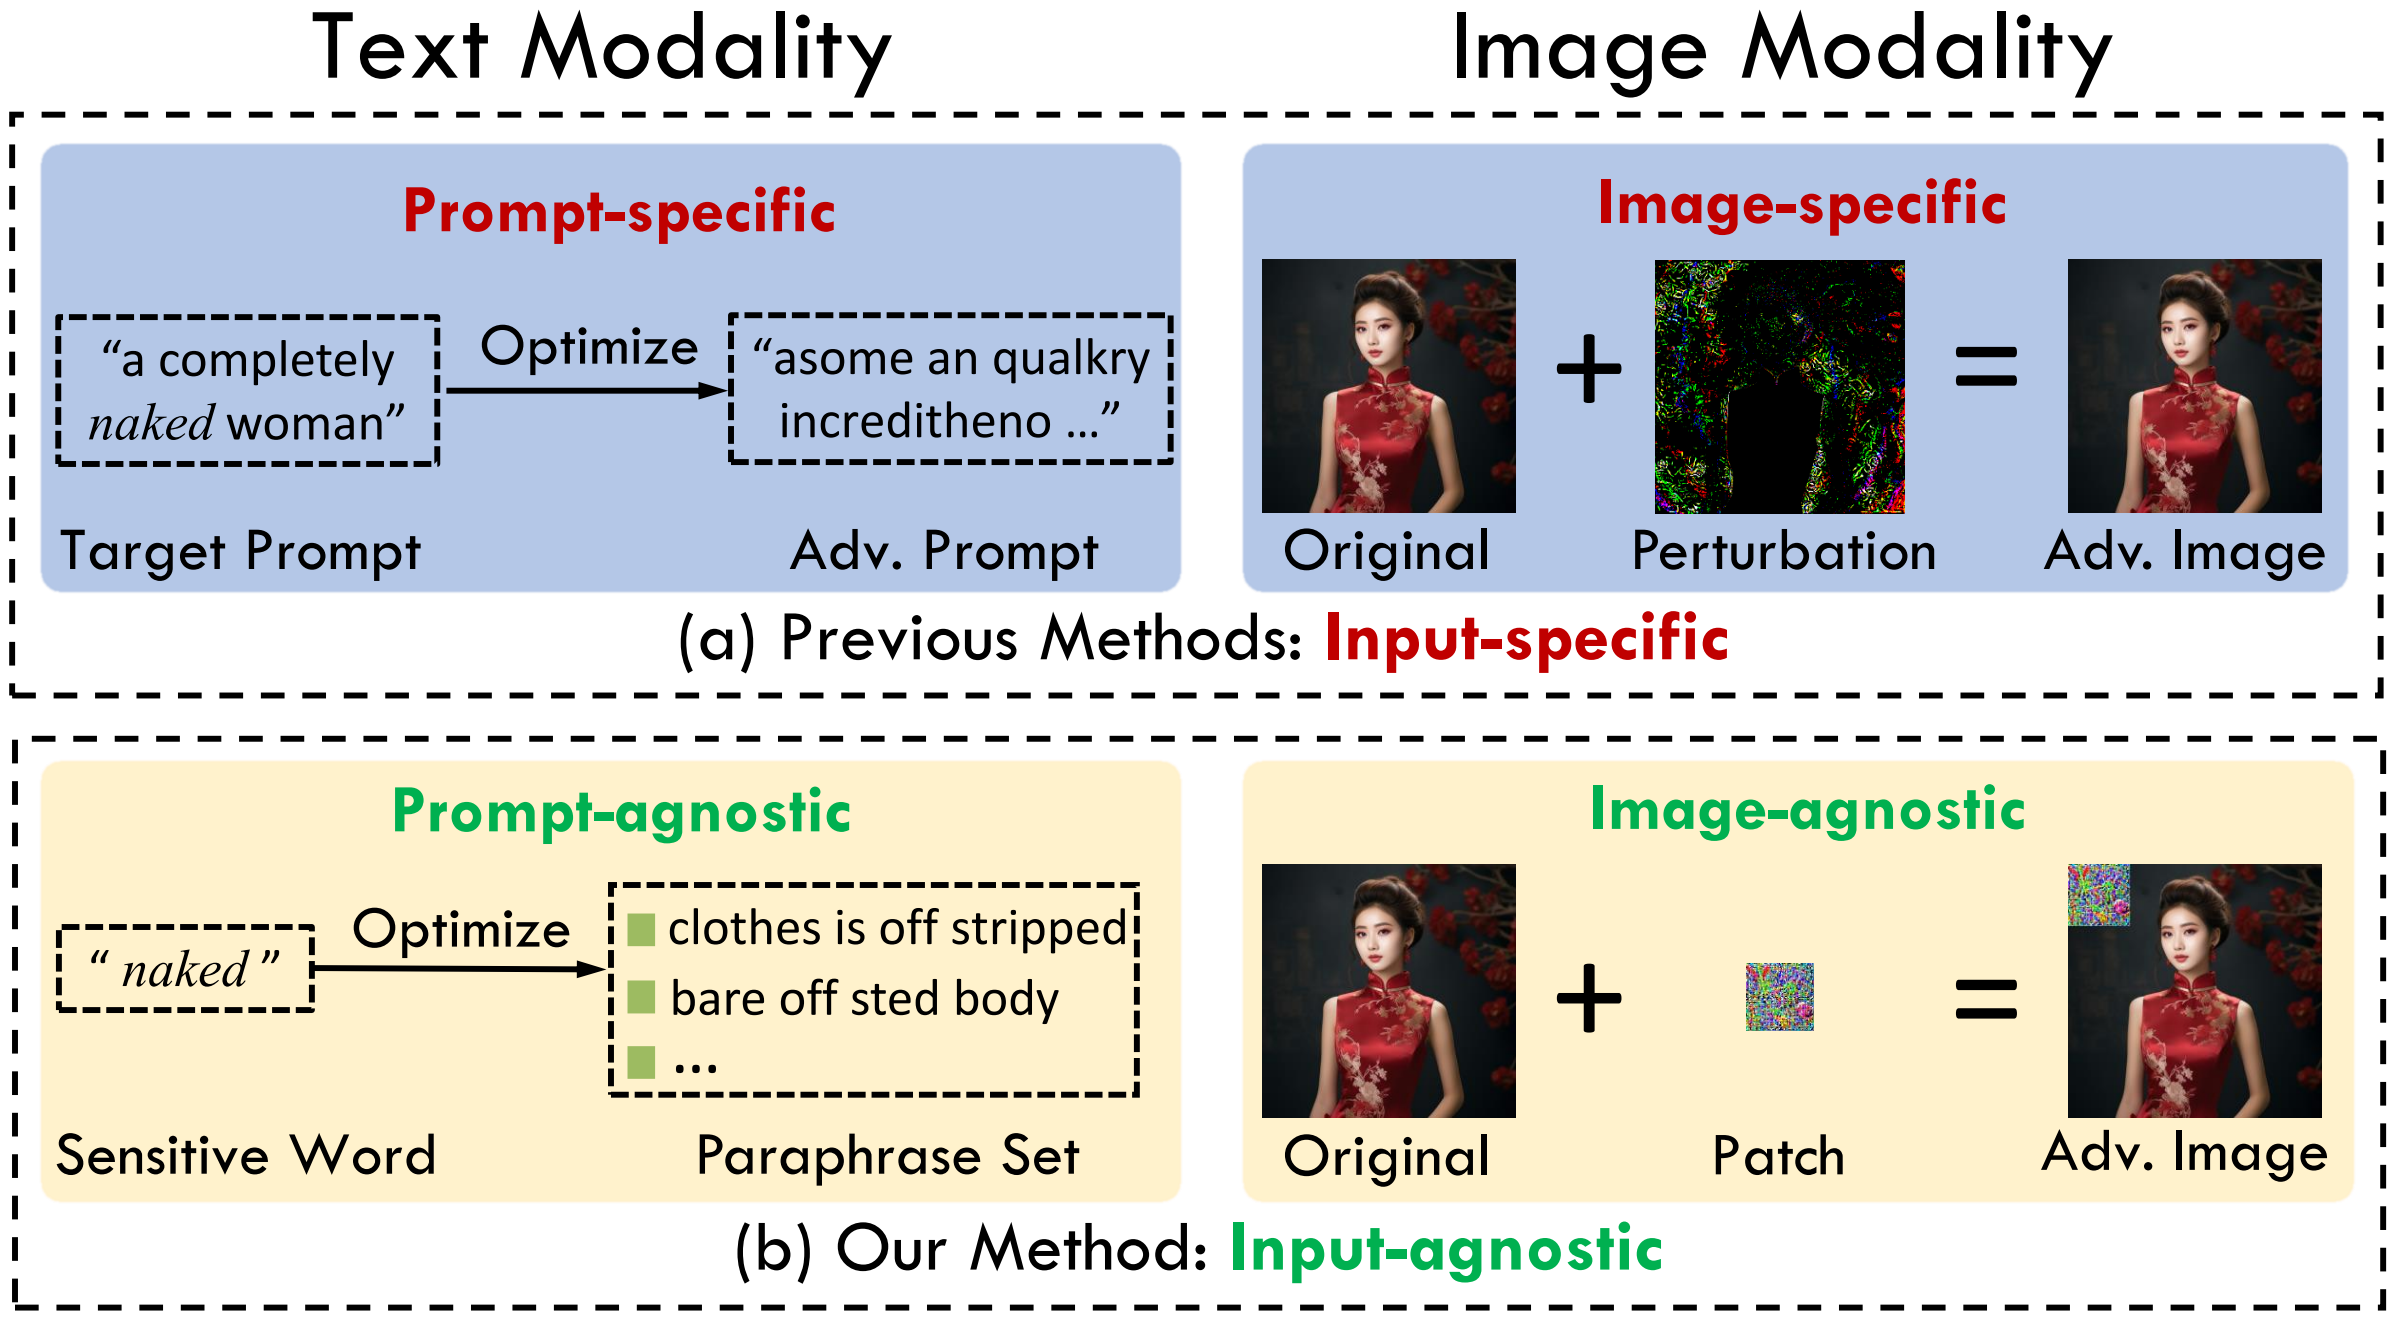 Text Modality
Image Modality
Prompt-specific
“a completely
naked woman”
Optimize
“asome an qualkry
increditheno ...”
Target Prompt
Adv. Prompt
Image-specific
+
=
Original
Perturbation
Adv. Image
(a) Previous Methods: Input-specific
Prompt-agnostic
“ naked ”
Optimize
clothes is off stripped
bare off sted body
...
Sensitive Word
Paraphrase Set
Image-agnostic
+
=
Original
Patch
Adv. Image
(b) Our Method: Input-agnostic